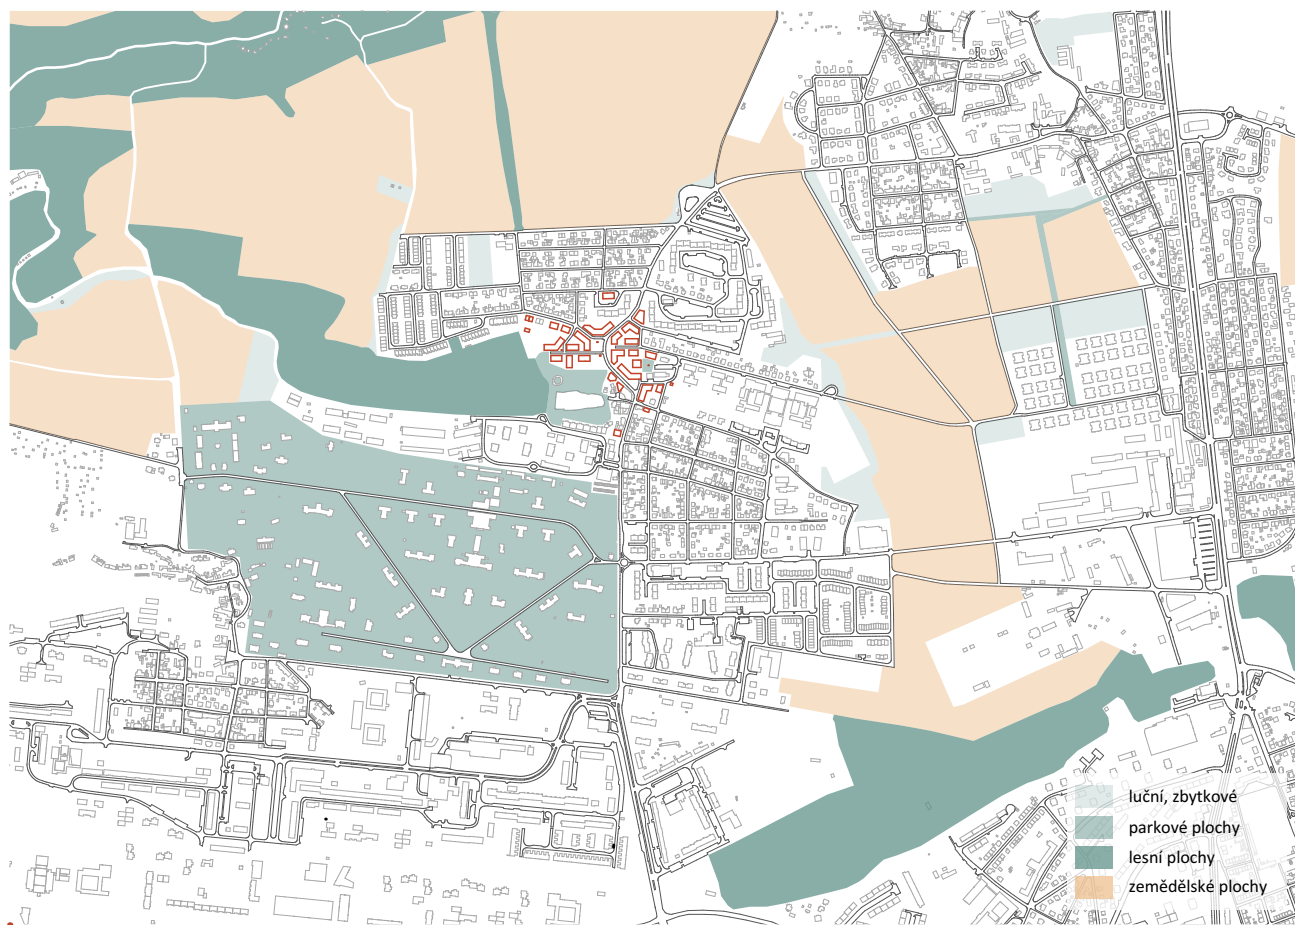 luční, zbytkové
parkové plochy
lesní plochy
zemědělské plochy